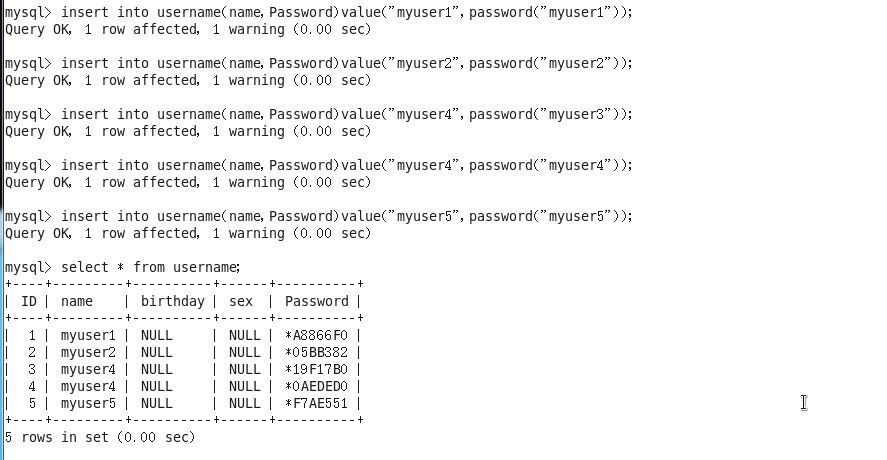 mysql> insert into username(name,Password)value("myuser1",password("myuser1"));
Query OK, 1 row affected, 1 warning (0.00 sec)
mysql> insert into username(name,Password)value("myuser2",password("myuser2"));
Query OK, 1 row affected, 1 warning (0.00 sec)
mysql> insert into username(name,Password)value("myuser4",password("myuser3"));
Query OK, 1 row affected, 1 warning (0.00 sec)
mysql> insert into username(name,Password)value("myuser4",password("myuser4"));
Query OK, 1 row affected, 1 warning (0.00 sec)
mysql> insert into username(name,Password)value("myuser5",password("myuser5"));
Query OK, 1 row affected, 1 warning (0.00 sec)
mysql> select * from username;
+----+---------+----------+------+----------+
| ID | name    | birthday | sex  | Password |
+----+---------+----------+------+----------+
|  1 | myuser1 | NULL     | NULL | *A8866F0 |
|  2 | myuser2 | NULL     | NULL | *05BB382 |
|  3 | myuser4 | NULL     | NULL | *19F17B0 |
|  4 | myuser4 | NULL     | NULL | *0AEDED0 |
|  5 | myuser5 | NULL     | NULL | *F7AE551 |
+----+---------+----------+------+----------+
5 rows in set (0.00 sec)